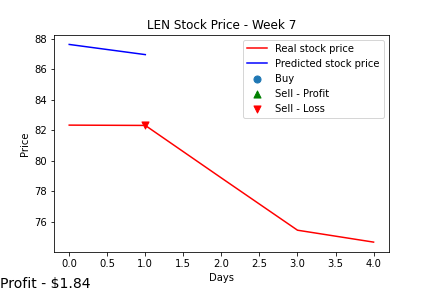 LEN Stock Price - Week 7
Real stock price
Predicted stock price
Buy
Sell - Profit
Sell - Loss
Price
88
86
84
82
80
78
76
0.0 0.5 1.0 1.5 2.0 2.5 3.0 3.5 4.0
Days
Profit - $1.84